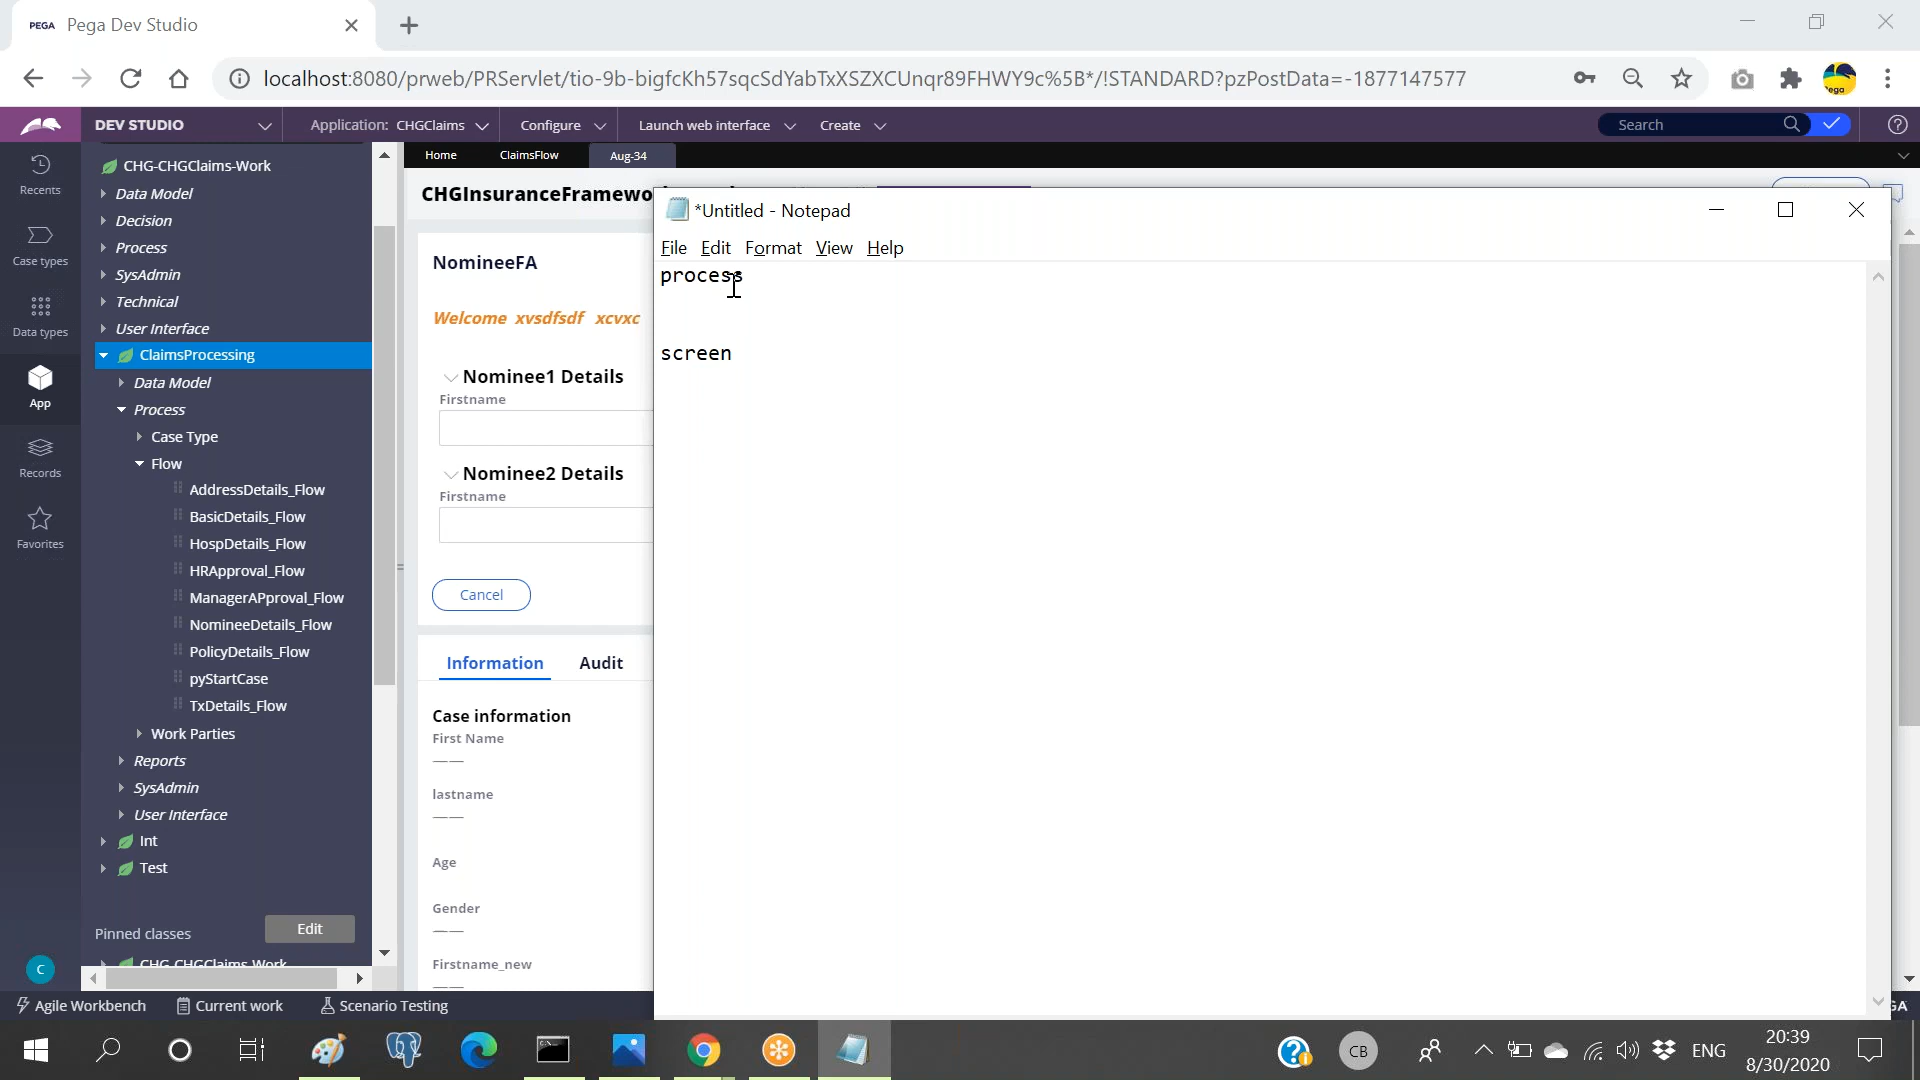 PEGA Pega Dev Studio
localhost:8080/prweb/PRServlet/tio-9b-bigfcKh57sqcSdYabTxXSZXCUnqr89FHWY9c%5B*/!STANDARD?pzPostData=-1877147577
DEV STUDIO
Application: CHGClaims
Configure
Launch web interface
Create
Search
Home
ClaimsFlow
Aug-34
Recents
Case types
Data types
App
Records
Favorites
C
CHG-CHGClaims-Work
Data Model
Decision
Process
SysAdmin
Technical
User Interface
ClaimsProcessing
Data Model
Process
Case Type
Flow
AddressDetails_Flow
BasicDetails_Flow
HospDetails_Flow
HRApproval_Flow
ManagerAPproval_Flow
NomineeDetails_Flow
PolicyDetails_Flow
pyStartCase
TxDetails_Flow
Work Parties
Reports
SysAdmin
User Interface
Int
Test
Pinned classes
Edit
CHG-CHGClaims-Work
CHGInsuranceFramewo
NomineeFA
Welcome xvsdfsdf xcvxc
Nominee1 Details
Firstname
Nominee2 Details
Firstname
Cancel
Information
Audit
Case information
First Name
——
lastname
——
Age
Gender
——
Firstname_new
——
*Untitled - Notepad
File Edit Format View Help
process
screen
Agile Workbench
Current work
Scenario Testing
GA
CB
ENG
20:39
8/30/2020